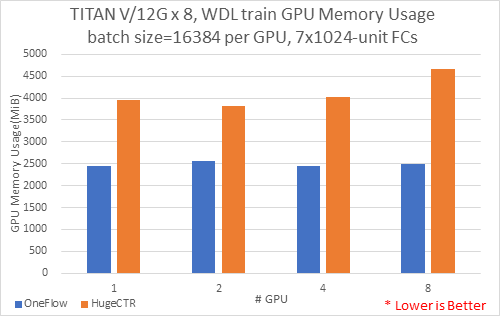 TITAN V/12G x 8, WDL train GPU Memory Usage
batch size=16384 per GPU, 7x1024-unit FCs
GPU Memory Usage(MiB)
5000
4500
4000
3500
3000
2500
2000
1500
1000
500
0
1 2 4 8
# GPU
OneFlow HugeCTR
* Lower is Better